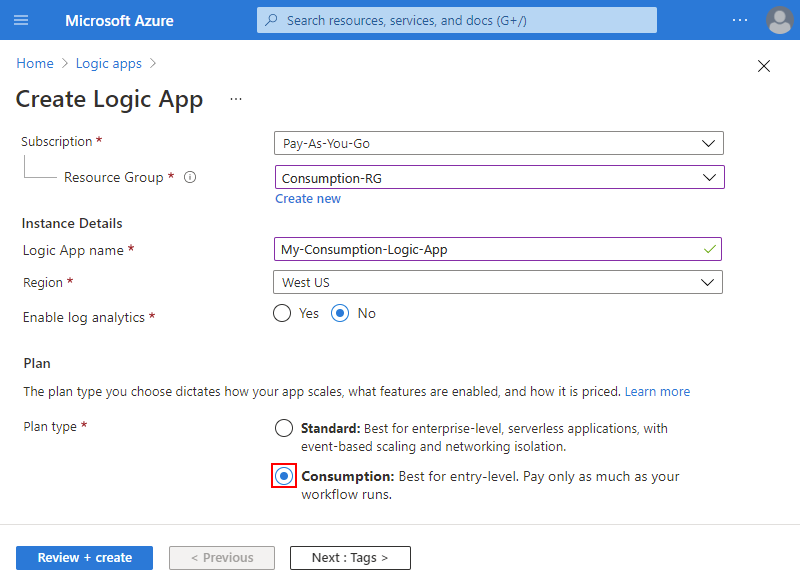 Microsoft Azure
Search resources, services, and docs (G+/)
...
Home > Logic apps >
Create Logic App ...
Subscription *
Pay-As-You-Go
Resource Group *
Consumption-RG
Create new
Instance Details
Logic App name *
My-Consumption-Logic-App
Region *
West US
Enable log analytics *
Yes
No
Plan
The plan type you choose dictates how your app scales, what features are enabled, and how it is priced. Learn more
Plan type *
Standard: Best for enterprise-level, serverless applications, with
event-based scaling and networking isolation.
Consumption: Best for entry-level. Pay only as much as your
workflow runs.
Review + create
< Previous
Next : Tags >